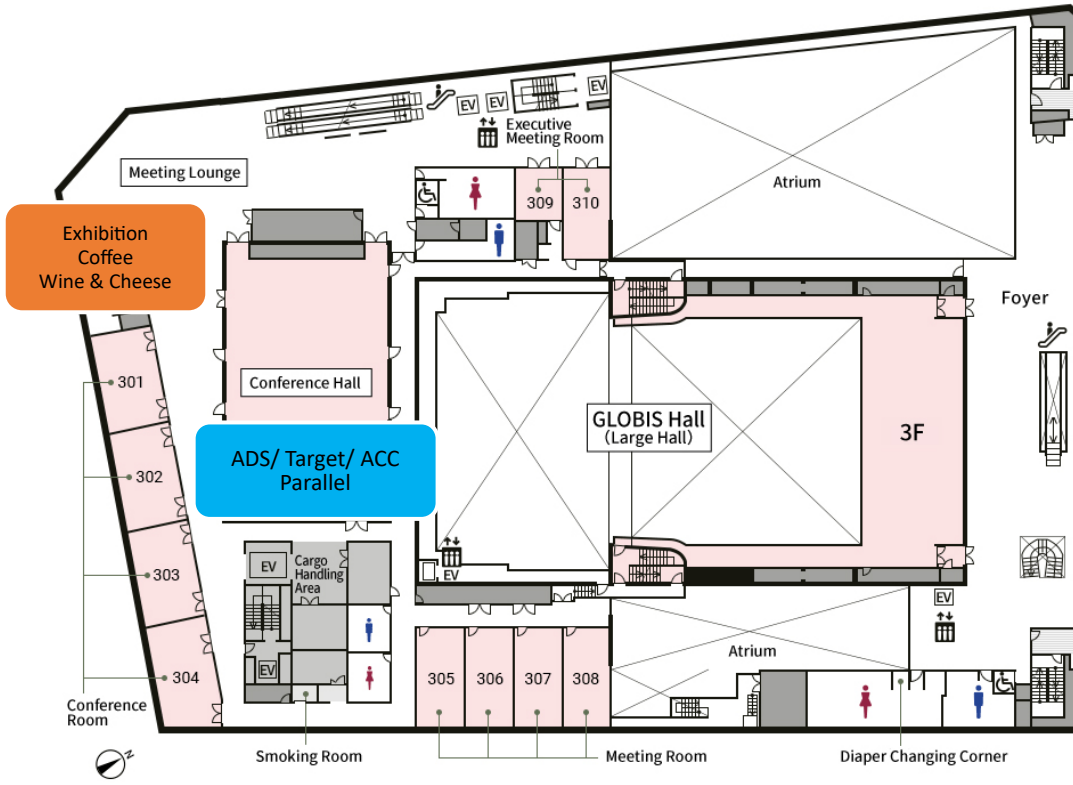 EV
EV
EV
Executive
Meeting Room
Meeting Lounge
Atrium
309
310
Exhibition
Coffee
Wine & Cheese
Foyer
301
Conference Hall
GLOBIS Hall
(Large Hall)
3F
302
ADS/ Target/ ACC
Parallel
303
EV
Cargo
Handling
Area
EV
EV
304
EV
305
306
307
308
Atrium
Conference
Room
N
Smoking Room
Meeting Room
Diaper Changing Corner